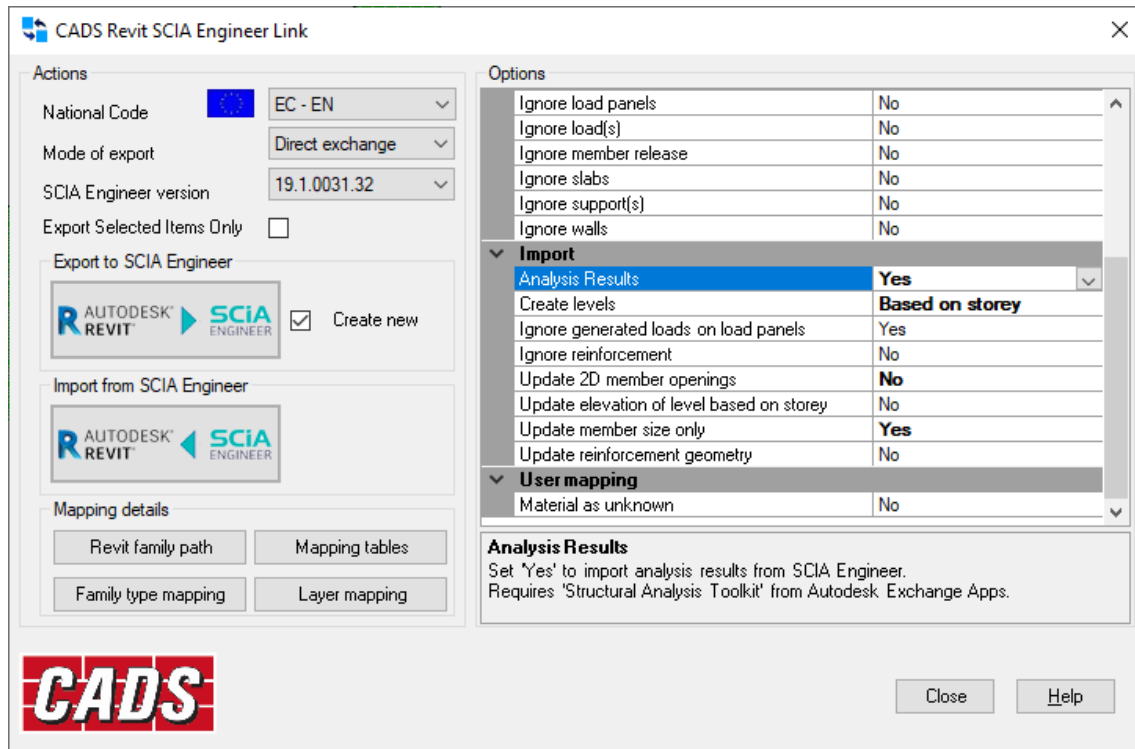 CADS Revit SCIA Engineer Link
Actions
National Code EC - EN
Mode of export Direct exchange
SCIA Engineer version 19.1.0031.32
Export Selected Items Only
Export to SCIA Engineer
R AUTODESK® REVIT® SCiA ENGINEER Create new
Import from SCIA Engineer
R AUTODESK® REVIT® SCiA ENGINEER
Mapping details
Revit family path Mapping tables
Family type mapping Layer mapping
CADS
Options
Ignore load panels No
Ignore load(s) No
Ignore member release No
Ignore slabs No
Ignore support(s) No
Ignore walls No
Import
Analysis Results Yes
Create levels Based on storey
Ignore generated loads on load panels Yes
Ignore reinforcement No
Update 2D member openings No
Update elevation of level based on storey No
Update member size only Yes
Update reinforcement geometry No
User mapping
Material as unknown No
Analysis Results
Set 'Yes' to import analysis results from SCIA Engineer.
Requires 'Structural Analysis Toolkit' from Autodesk Exchange Apps.
Close Help